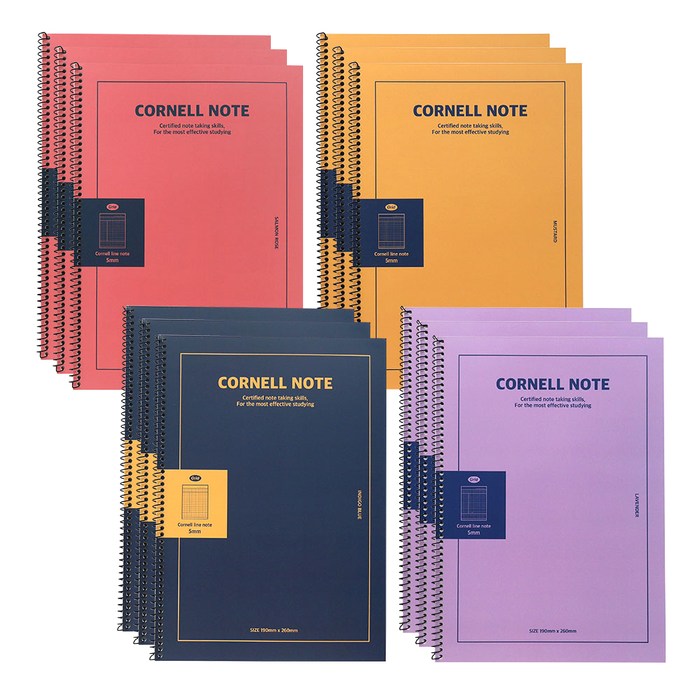 CORNELL NOTE
Certified note taking skills,
For the most effective studying
SALMON ROSE
Cornell line note
5mm
CORNELL NOTE
Certified note taking skills,
For the most effective studying
MUSTARD
Cornell line note
5mm
CORNELL NOTE
Certified note taking skills,
For the most effective studying
INDIGO BLUE
Cornell line note
5mm
SIZE 190mm x 260mm
CORNELL NOTE
Certified note taking skills,
For the most effective studying
LAVENDER
Cornell line note
5mm
SIZE 190mm x 260mm